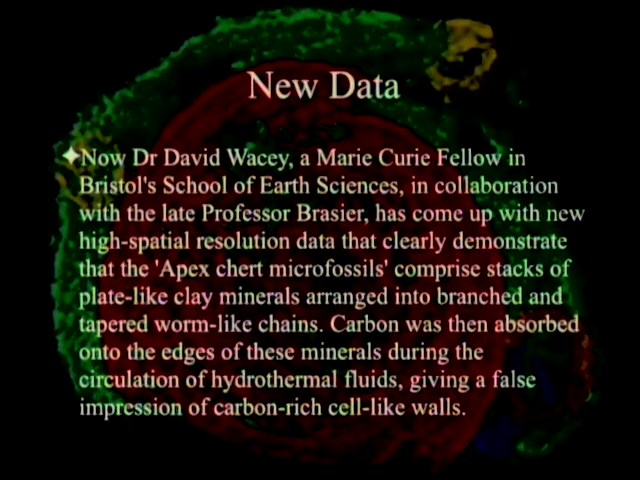 New Data
Now Dr David Wacey, a Marie Curie Fellow in
Bristol's School of Earth Sciences, in collaboration
with the late Professor Brasier, has come up with new
high-spatial resolution data that clearly demonstrate
that the 'Apex chert microfossils' comprise stacks of
plate-like clay minerals arranged into branched and
tapered worm-like chains. Carbon was then absorbed
onto the edges of these minerals during the
circulation of hydrothermal fluids, giving a false
impression of carbon-rich cell-like walls.